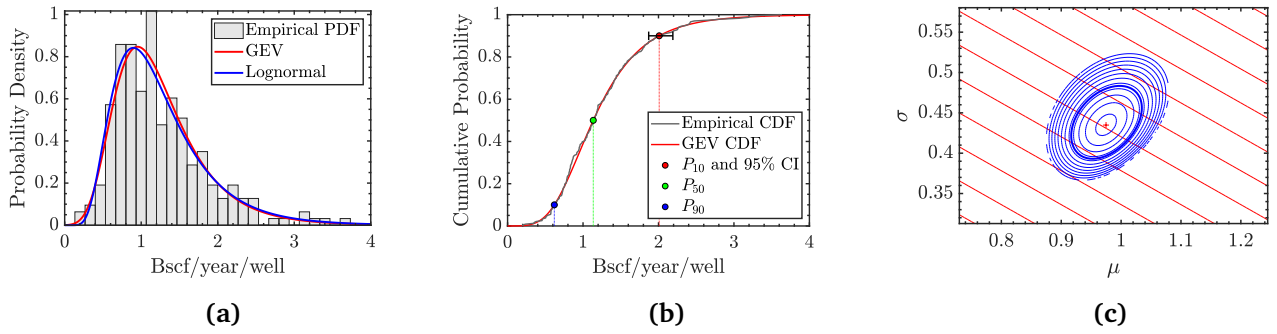 1
0.8
0.6
0.4
0.2
0
Probability Density
Empirical PDF
GEV
Lognormal
0 1 2 3 4
Bscf/year/well
(a)
1
0.8
0.6
0.4
0.2
0
Cumulative Probability
Empirical CDF
GEV CDF
P10 and 95% CI
P50
P90
0 1 2 3 4
Bscf/year/well
(b)
0.55
0.5
0.45
0.4
0.35
σ
0.8 0.9 1 1.1 1.2
μ
(c)